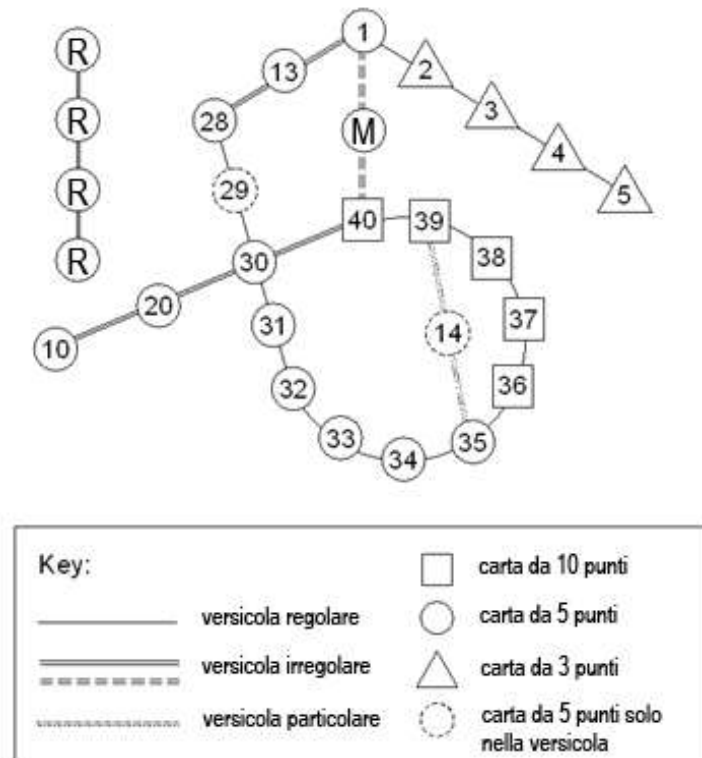 R
R
R
R
1
13
2
28
3
M
4
29
5
40
39
30
38
20
31
37
10
14
32
36
33
34
35
Key:
versicola regolare
versicola irregolare
versicola particolare
carta da 10 punti
carta da 5 punti
carta da 3 punti
carta da 5 punti solo
nella versicola